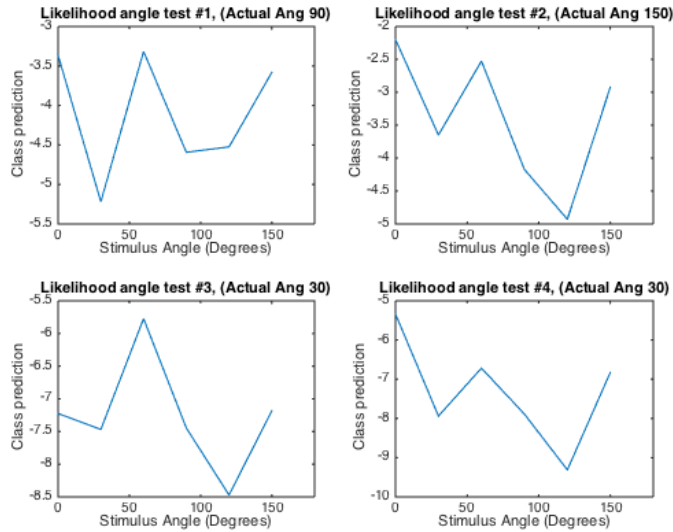 Likelihood angle test #1, (Actual Ang 90)
-3
-3.5
-4
-4.5
-5
-5.5
Class prediction
0 50 100 150
Stimulus Angle (Degrees)
Likelihood angle test #2, (Actual Ang 150)
-2
-2.5
-3
-3.5
-4
-4.5
-5
Class prediction
0 50 100 150
Stimulus Angle (Degrees)
Likelihood angle test #3, (Actual Ang 30)
-5.5
-6
-6.5
-7
-7.5
-8
-8.5
Class prediction
0 50 100 150
Stimulus Angle (Degrees)
Likelihood angle test #4, (Actual Ang 30)
-5
-6
-7
-8
-9
-10
Class prediction
0 50 100 150
Stimulus Angle (Degrees)